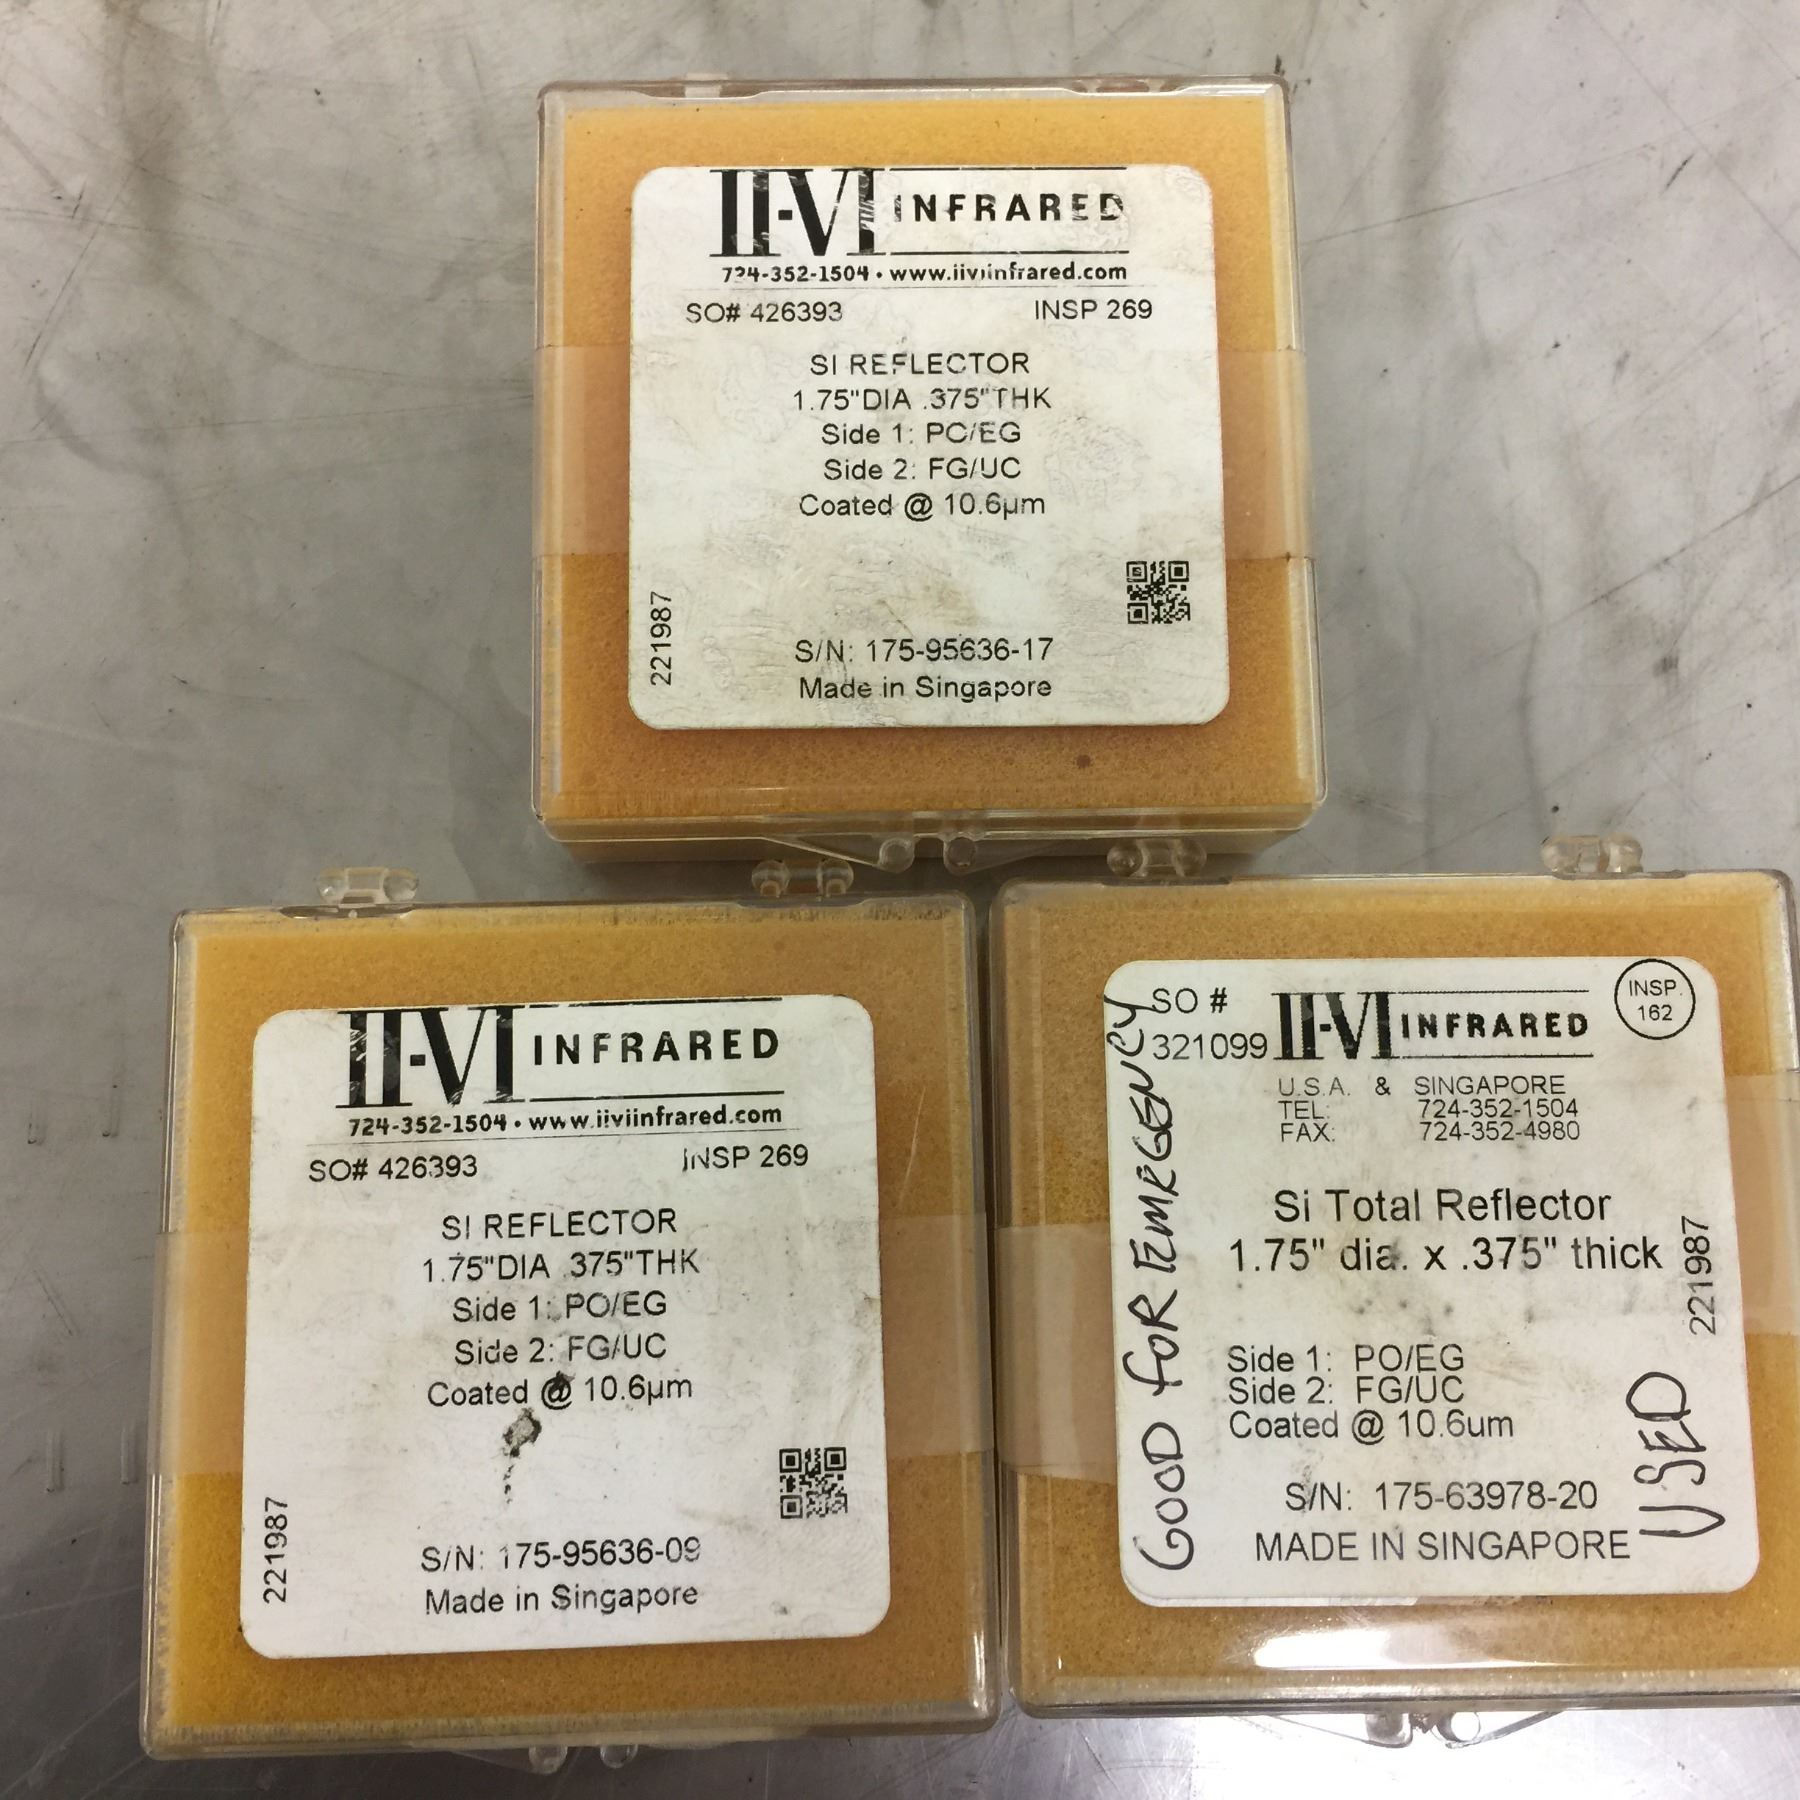 II-VI INFRARED
724-352-1504 • www.iiviinfrared.com
SO# 426393 INSP 269
SI REFLECTOR
1.75"DIA .375"THK
Side 1: PO/EG
Side 2: FG/UC
Coated @ 10.6µm
221987
S/N: 175-95636-17
Made in Singapore
II-VI INFRARED
724-352-1504 • www.iiviinfrared.com
SO# 426393 INSP 269
SI REFLECTOR
1.75"DIA .375"THK
Side 1: PO/EG
Side 2: FG/UC
Coated @ 10.6µm
221987
S/N: 175-95636-09
Made in Singapore
SO #
321099
II-VI INFRARED
INSP.
162
U.S.A. & SINGAPORE
TEL: 724-352-1504
FAX: 724-352-4980
Si Total Reflector
1.75" dia. x .375" thick
221987
Side 1: PO/EG
Side 2: FG/UC
Coated @ 10.6um
S/N: 175-63978-20
MADE IN SINGAPORE
GOOD FOR EMRGENCY
USED